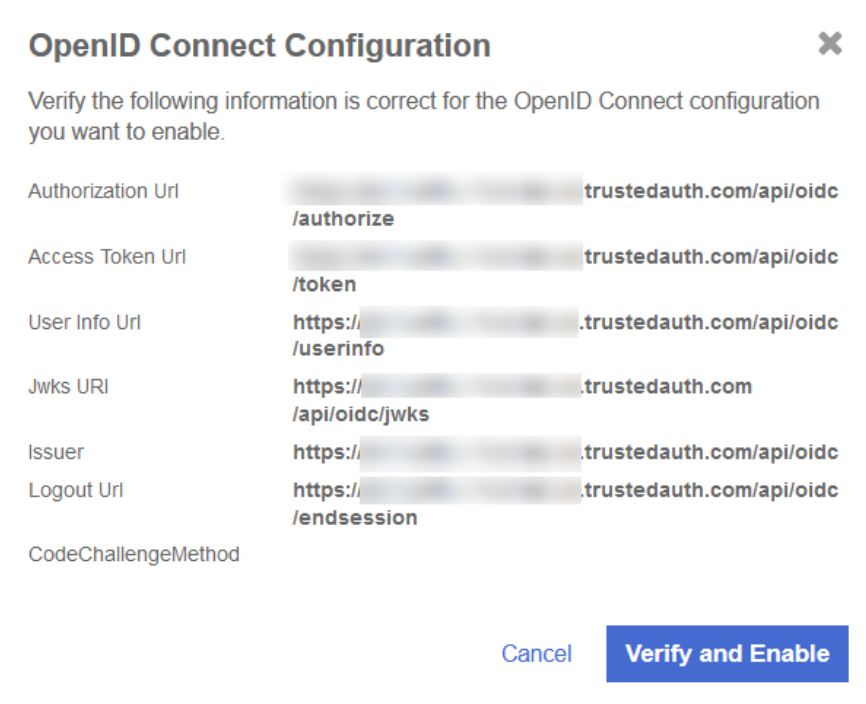 OpenID Connect Configuration
Verify the following information is correct for the OpenID Connect configuration
you want to enable.
Authorization Url trustedauth.com/api/oidc
/authorize
Access Token Url trustedauth.com/api/oidc
/token
User Info Url https:/ .trustedauth.com/api/oidc
/userinfo
Jwks URI https:// .trustedauth.com
/api/oidc/jwks
Issuer https:/ .trustedauth.com/api/oidc
Logout Url https:/ .trustedauth.com/api/oidc
/endsession
CodeChallengeMethod
Cancel Verify and Enable